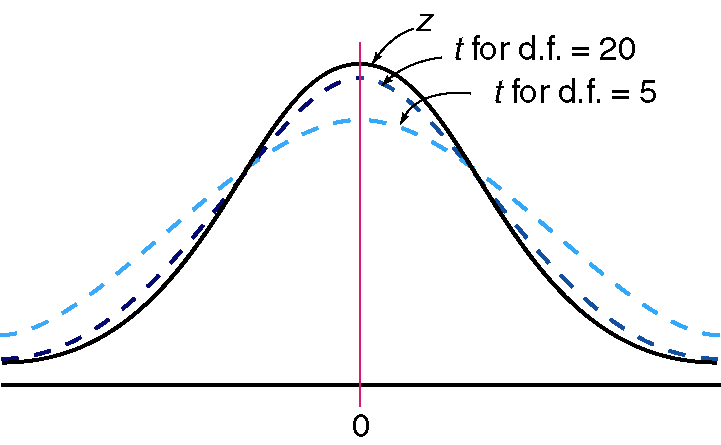 z
t for d.f. = 20
t for d.f. = 5
0